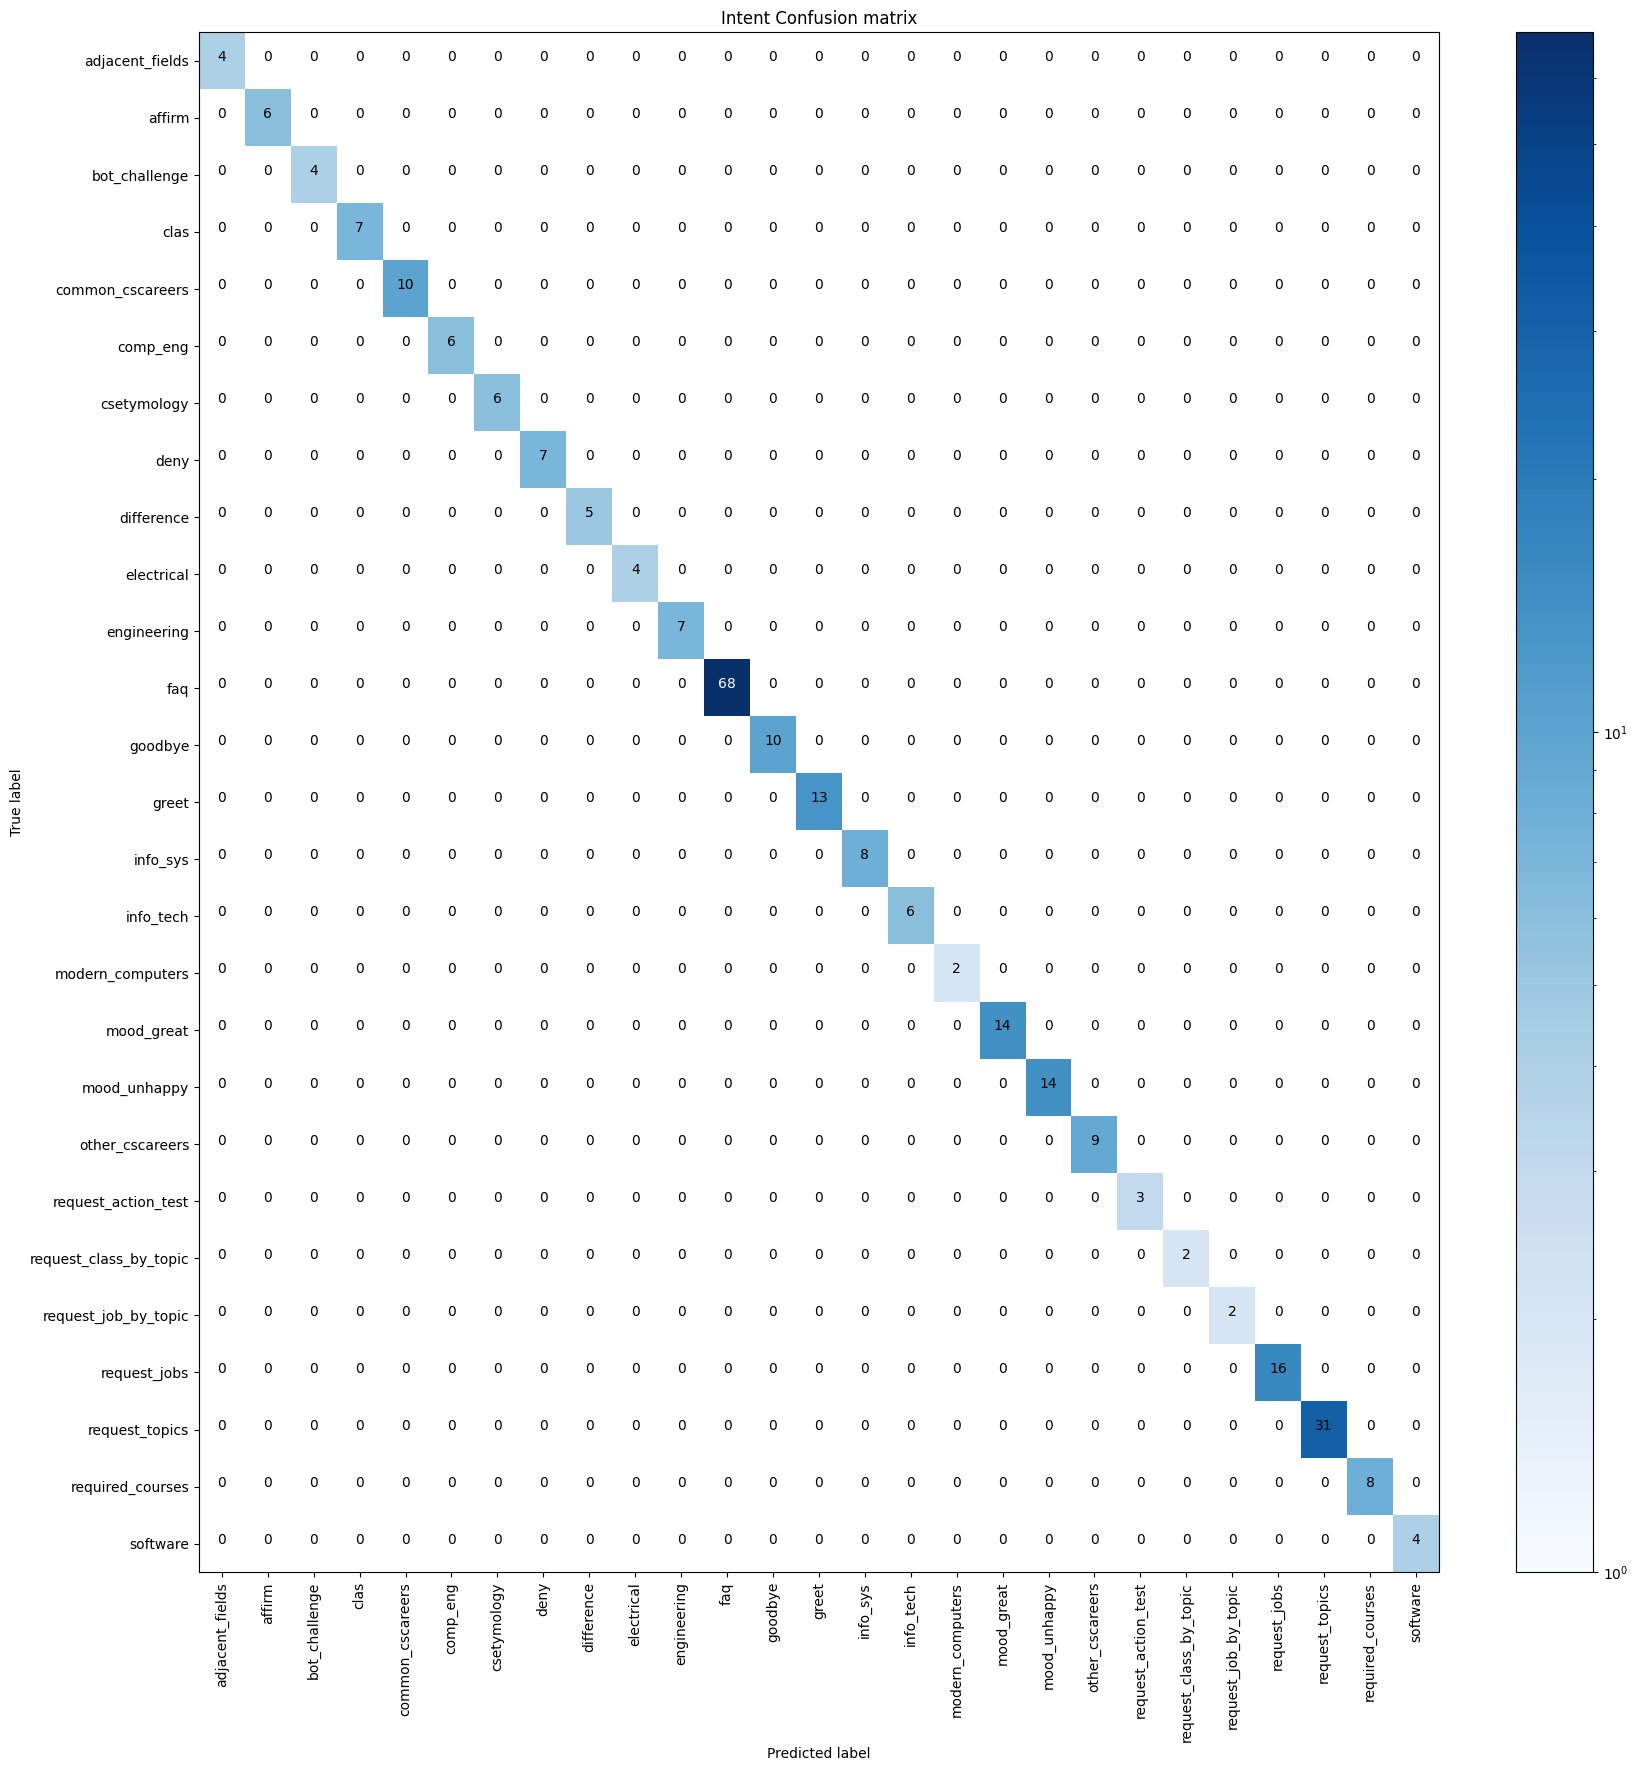 Intent Confusion matrix
adjacent_fields 4 0 0 0 0 0 0 0 0 0 0 0 0 0 0 0 0 0 0 0 0 0 0 0 0 0 0
affirm 0 6 0 0 0 0 0 0 0 0 0 0 0 0 0 0 0 0 0 0 0 0 0 0 0 0 0
bot_challenge 0 0 4 0 0 0 0 0 0 0 0 0 0 0 0 0 0 0 0 0 0 0 0 0 0 0 0
clas 0 0 0 7 0 0 0 0 0 0 0 0 0 0 0 0 0 0 0 0 0 0 0 0 0 0 0
common_cscareers 0 0 0 0 10 0 0 0 0 0 0 0 0 0 0 0 0 0 0 0 0 0 0 0 0 0 0
comp_eng 0 0 0 0 0 6 0 0 0 0 0 0 0 0 0 0 0 0 0 0 0 0 0 0 0 0 0
csetymology 0 0 0 0 0 0 6 0 0 0 0 0 0 0 0 0 0 0 0 0 0 0 0 0 0 0 0
deny 0 0 0 0 0 0 0 7 0 0 0 0 0 0 0 0 0 0 0 0 0 0 0 0 0 0 0
difference 0 0 0 0 0 0 0 0 5 0 0 0 0 0 0 0 0 0 0 0 0 0 0 0 0 0 0
electrical 0 0 0 0 0 0 0 0 0 4 0 0 0 0 0 0 0 0 0 0 0 0 0 0 0 0 0
engineering 0 0 0 0 0 0 0 0 0 0 7 0 0 0 0 0 0 0 0 0 0 0 0 0 0 0 0
faq 0 0 0 0 0 0 0 0 0 0 0 68 0 0 0 0 0 0 0 0 0 0 0 0 0 0 0
goodbye 0 0 0 0 0 0 0 0 0 0 0 0 10 0 0 0 0 0 0 0 0 0 0 0 0 0 0
greet 0 0 0 0 0 0 0 0 0 0 0 0 0 13 0 0 0 0 0 0 0 0 0 0 0 0 0
info_sys 0 0 0 0 0 0 0 0 0 0 0 0 0 0 8 0 0 0 0 0 0 0 0 0 0 0 0
info_tech 0 0 0 0 0 0 0 0 0 0 0 0 0 0 0 6 0 0 0 0 0 0 0 0 0 0 0
modern_computers 0 0 0 0 0 0 0 0 0 0 0 0 0 0 0 0 2 0 0 0 0 0 0 0 0 0 0
mood_great 0 0 0 0 0 0 0 0 0 0 0 0 0 0 0 0 0 14 0 0 0 0 0 0 0 0 0
mood_unhappy 0 0 0 0 0 0 0 0 0 0 0 0 0 0 0 0 0 0 14 0 0 0 0 0 0 0 0
other_cscareers 0 0 0 0 0 0 0 0 0 0 0 0 0 0 0 0 0 0 0 9 0 0 0 0 0 0 0
request_action_test 0 0 0 0 0 0 0 0 0 0 0 0 0 0 0 0 0 0 0 0 3 0 0 0 0 0 0
request_class_by_topic 0 0 0 0 0 0 0 0 0 0 0 0 0 0 0 0 0 0 0 0 0 2 0 0 0 0 0
request_job_by_topic 0 0 0 0 0 0 0 0 0 0 0 0 0 0 0 0 0 0 0 0 0 0 2 0 0 0 0
request_jobs 0 0 0 0 0 0 0 0 0 0 0 0 0 0 0 0 0 0 0 0 0 0 0 16 0 0 0
request_topics 0 0 0 0 0 0 0 0 0 0 0 0 0 0 0 0 0 0 0 0 0 0 0 0 31 0 0
required_courses 0 0 0 0 0 0 0 0 0 0 0 0 0 0 0 0 0 0 0 0 0 0 0 0 0 8 0
software 0 0 0 0 0 0 0 0 0 0 0 0 0 0 0 0 0 0 0 0 0 0 0 0 0 0 4
True label
adjacent_fields
affirm
bot_challenge
clas
common_cscareers
comp_eng
csetymology
deny
difference
electrical
engineering
faq
goodbye
greet
info_sys
info_tech
modern_computers
mood_great
mood_unhappy
other_cscareers
request_action_test
request_class_by_topic
request_job_by_topic
request_jobs
request_topics
required_courses
software
Predicted label
10¹
10⁰